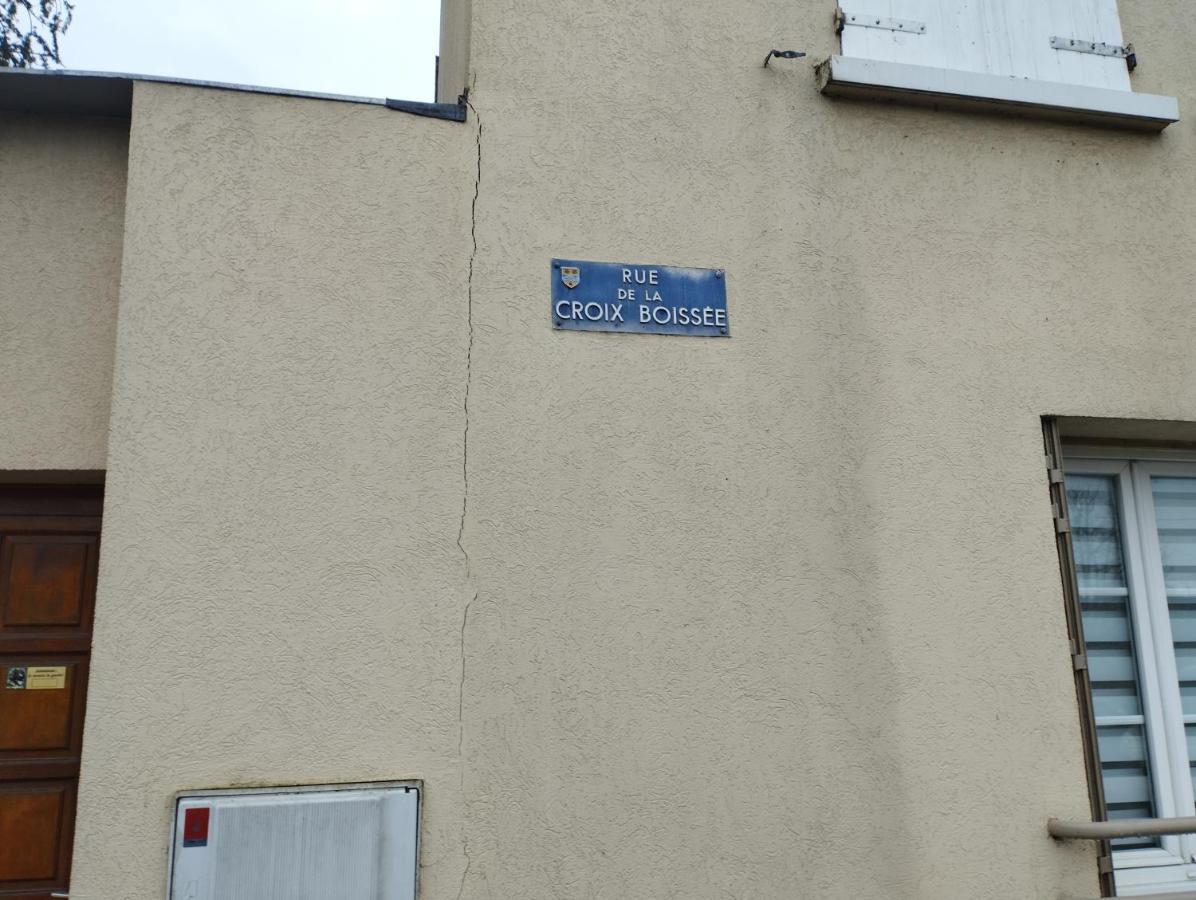 RUE
DE LA
CROIX BOISSÉE